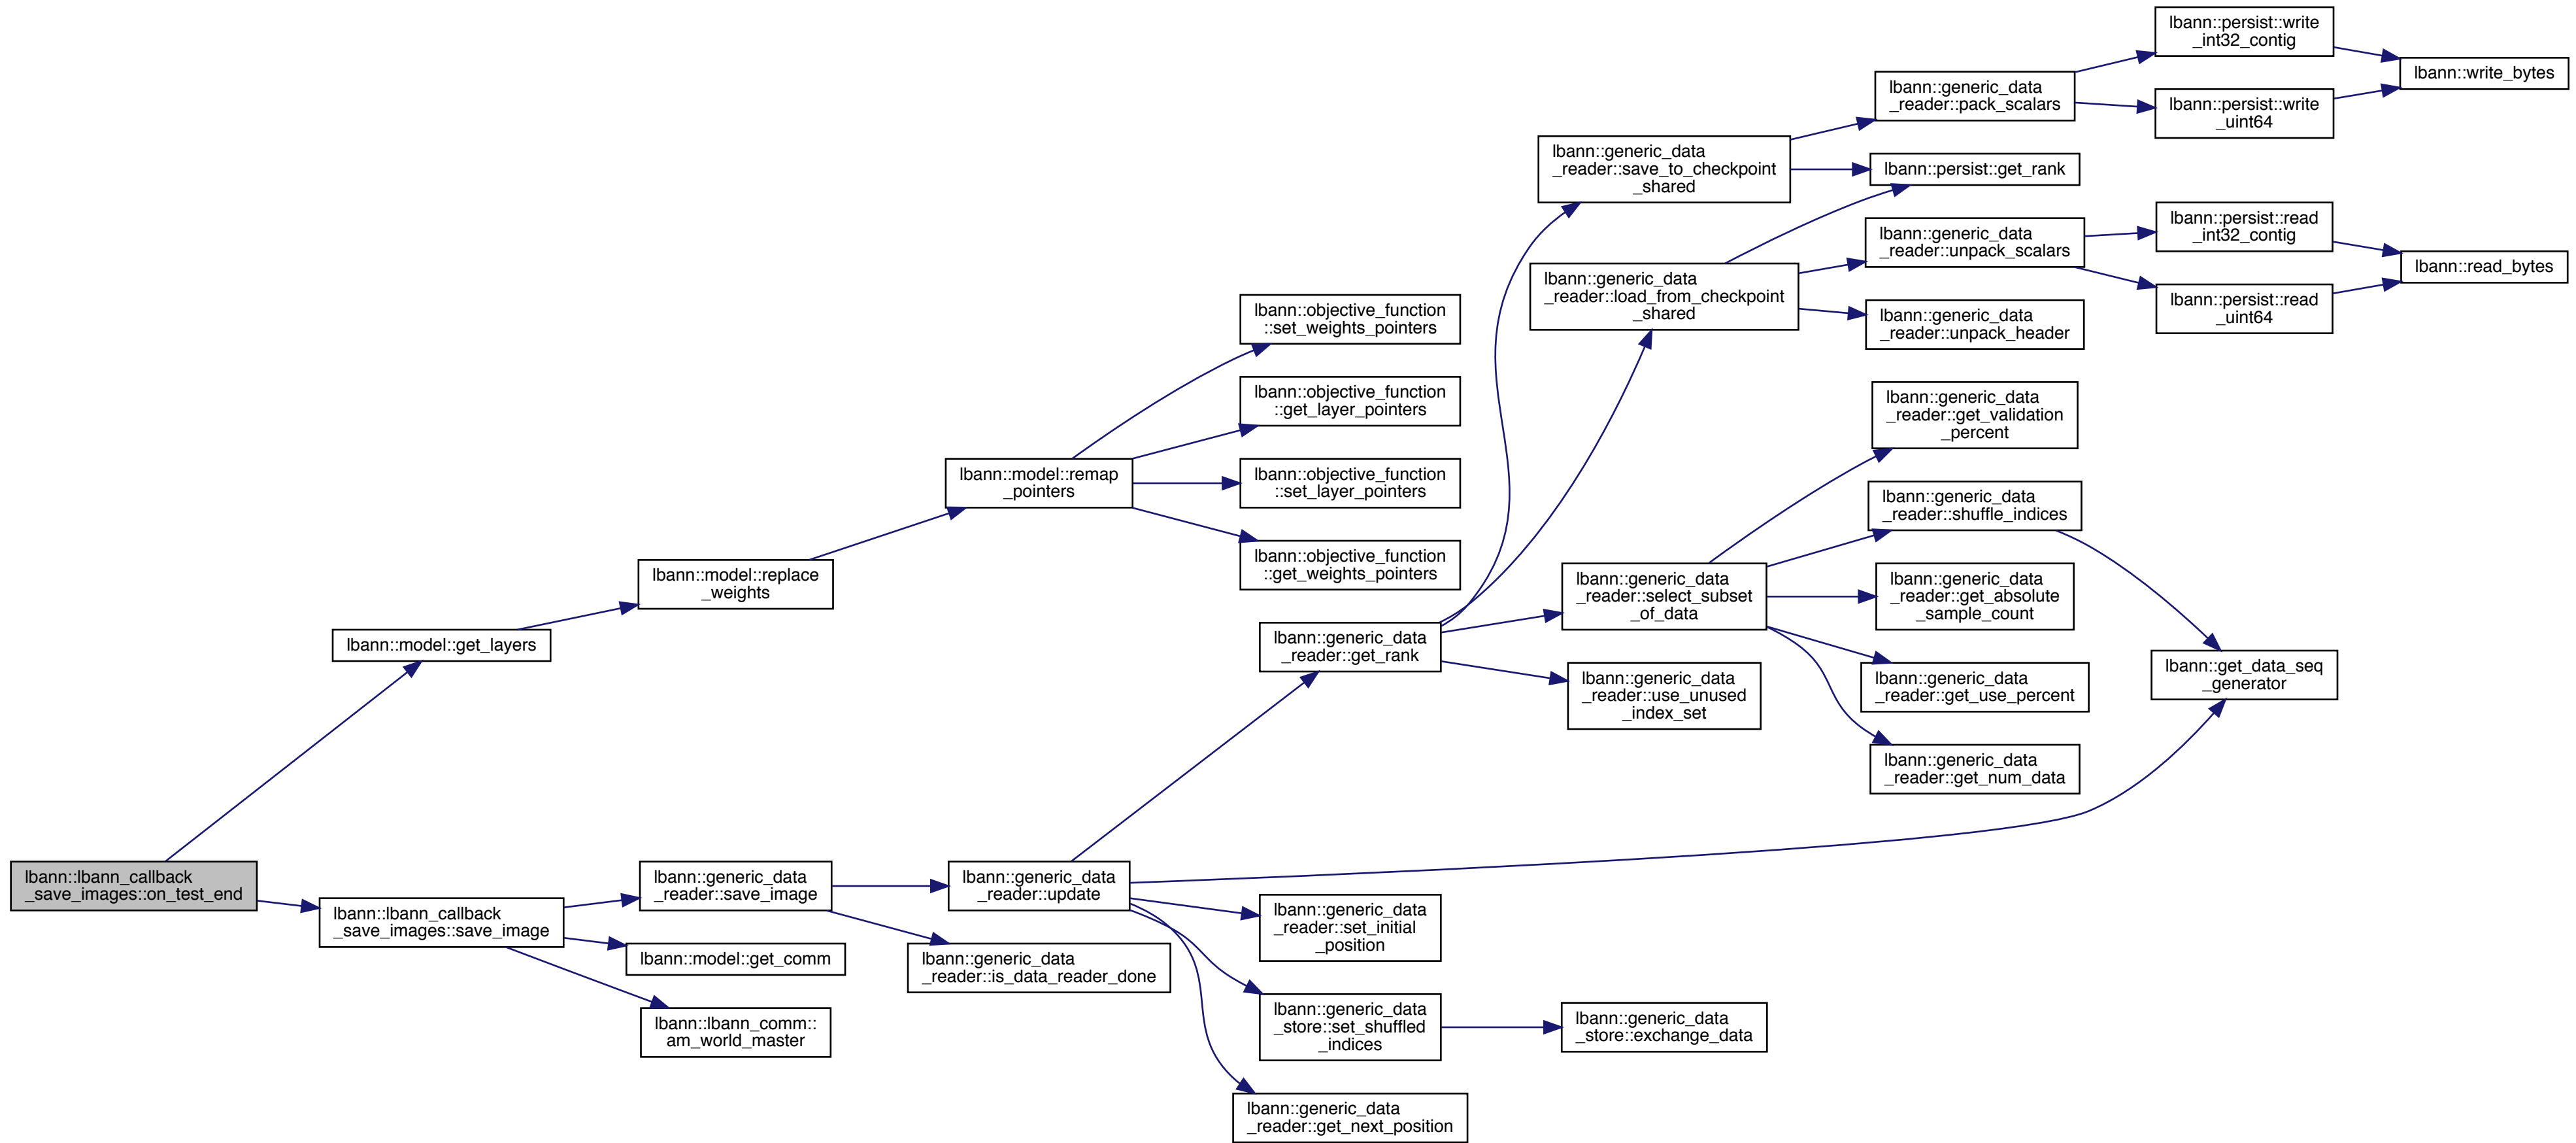 lbann::lbann_callback
_save_images::on_test_end
lbann::model::get_layers
lbann::model::replace
_weights
lbann::model::remap
_pointers
lbann::objective_function
::set_weights_pointers
lbann::objective_function
::get_layer_pointers
lbann::objective_function
::set_layer_pointers
lbann::objective_function
::get_weights_pointers
lbann::lbann_callback
_save_images::save_image
lbann::generic_data
_reader::save_image
lbann::model::get_comm
lbann::lbann_comm::
am_world_master
lbann::generic_data
_reader::update
lbann::generic_data
_reader::is_data_reader_done
lbann::generic_data
_reader::get_rank
lbann::generic_data
_reader::set_initial
_position
lbann::generic_data
_store::set_shuffled
_indices
lbann::generic_data
_reader::get_next_position
lbann::generic_data
_store::exchange_data
lbann::generic_data
_reader::save_to_checkpoint
_shared
lbann::generic_data
_reader::load_from_checkpoint
_shared
lbann::generic_data
_reader::select_subset
_of_data
lbann::generic_data
_reader::use_unused
_index_set
lbann::generic_data
_reader::pack_scalars
lbann::persist::get_rank
lbann::generic_data
_reader::unpack_scalars
lbann::generic_data
_reader::unpack_header
lbann::generic_data
_reader::get_validation
_percent
lbann::generic_data
_reader::shuffle_indices
lbann::generic_data
_reader::get_absolute
_sample_count
lbann::generic_data
_reader::get_use_percent
lbann::generic_data
_reader::get_num_data
lbann::persist::write
_int32_contig
lbann::persist::write
_uint64
lbann::persist::read
_int32_contig
lbann::persist::read
_uint64
lbann::get_data_seq
_generator
lbann::write_bytes
lbann::read_bytes